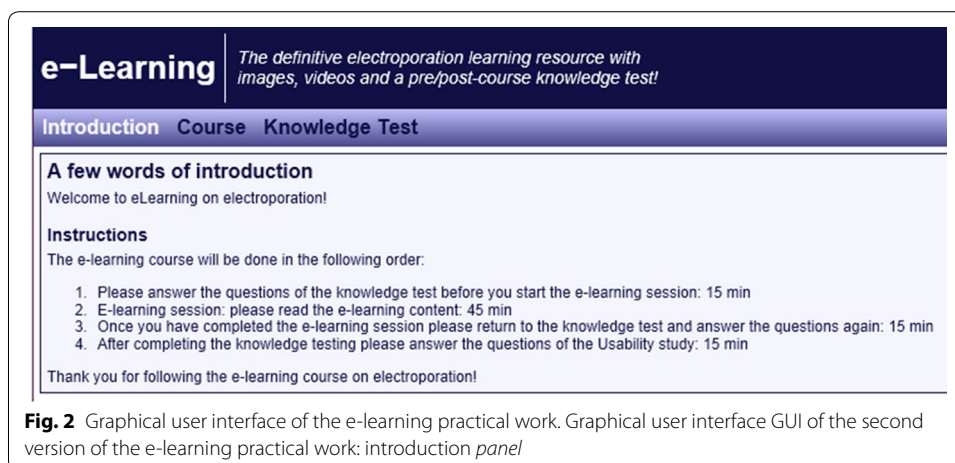 e-Learning
The definitive electroporation learning resource with
images, videos and a pre/post-course knowledge test!
Introduction Course Knowledge Test
A few words of introduction
Welcome to eLearning on electroporation!
Instructions
The e-learning course will be done in the following order:
1. Please answer the questions of the knowledge test before you start the e-learning session: 15 min
2. E-learning session: please read the e-learning content: 45 min
3. Once you have completed the e-learning session please return to the knowledge test and answer the questions again: 15 min
4. After completing the knowledge testing please answer the questions of the Usability study: 15 min
Thank you for following the e-learning course on electroporation!
Fig. 2 Graphical user interface of the e-learning practical work. Graphical user interface GUI of the second
version of the e-learning practical work: introduction panel